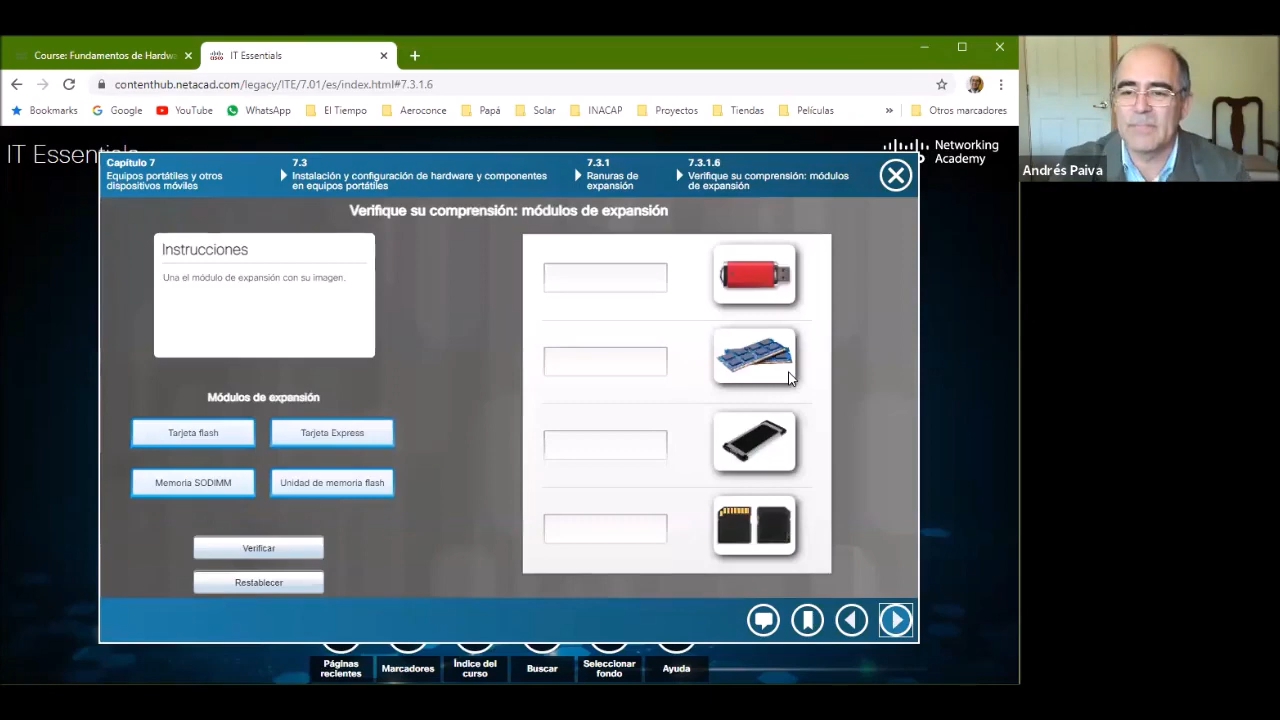 Course: Fundamentos de Hardwa
IT Essentials
contenthub.netacad.com/legacy/ITE/7.01/es/index.html#7.3.1.6
Bookmarks
Google
YouTube
WhatsApp
El Tiempo
Aeroconce
Papá
Solar
INACAP
Proyectos
Tiendas
Películas
»
Otros marcadores
IT Essentials
Networking
Academy
cisco
Andrés Paiva
Capítulo 7
Equipos portátiles y otros
dispositivos móviles
7.3
Instalación y configuración de hardware y componentes
en equipos portátiles
7.3.1
Ranuras de
expansión
7.3.1.6
Verifique su comprensión: módulos
de expansión
Verifique su comprensión: módulos de expansión
Instrucciones
Una el módulo de expansión con su imagen.
Módulos de expansión
Tarjeta flash
Tarjeta Express
Memoria SODIMM
Unidad de memoria flash
Verificar
Restablecer
Páginas
recientes
Marcadores
Índice del
curso
Buscar
Seleccionar
fondo
Ayuda